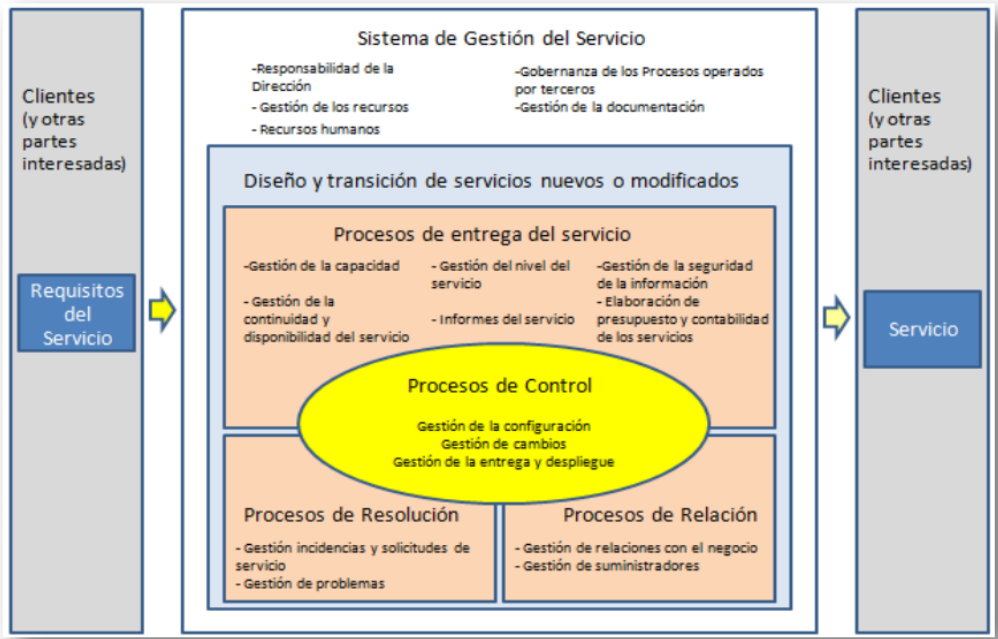 Clientes
(y otras
partes
interesadas)
Requisitos
del
Servicio
Sistema de Gestión del Servicio
-Responsabilidad de la
Dirección
- Gestión de los recursos
- Recursos humanos
-Gobernanza de los Procesos operados
por terceros
-Gestión de la documentación
Diseño y transición de servicios nuevos o modificados
Procesos de entrega del servicio
-Gestión de la capacidad
- Gestión de la
continuidad y
disponibilidad del servicio
- Gestión del nivel del
servicio
- Informes del servicio
-Gestión de la seguridad
de la información
- Elaboración de
presupuesto y contabilidad
de los servicios
Procesos de Control
Gestión de la configuración
Gestión de cambios
Gestión de la entrega y despliegue
Procesos de Resolución
- Gestión incidencias y solicitudes de
servicio
- Gestión de problemas
Procesos de Relación
- Gestión de relaciones con el negocio
- Gestión de suministradores
Clientes
(y otras
partes
interesadas)
Servicio